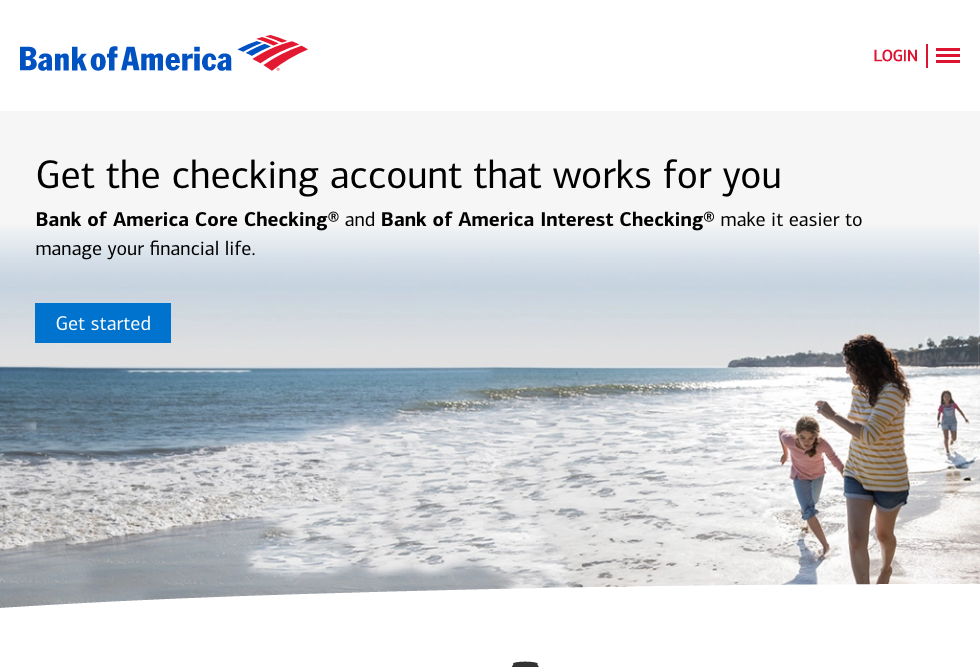 Bank of America
LOGIN
Get the checking account that works for you
Bank of America Core Checking® and Bank of America Interest Checking® make it easier to
manage your financial life.
Get started